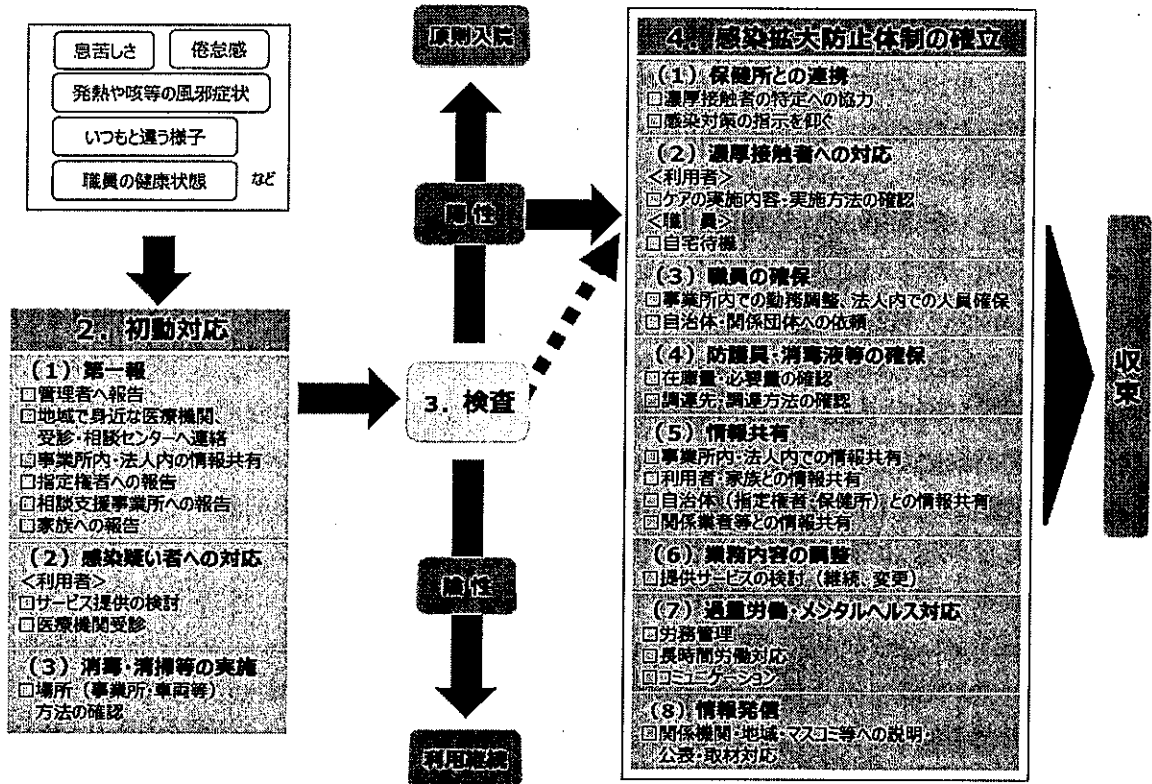 息苦しさ
倦怠感
発熱や咳等の風邪症状
いつもと違う様子
職員の健康状態
など
2. 初動対応
(1) 第一報
□管理者へ報告
□地域で身近な医療機関、
受診・相談センターへ連絡
□事業所内・法人内の情報共有
□指定権者への報告
□相談支援事業所への報告
□家族への報告
(2) 感染疑い者への対応
<利用者>
□サービス提供の検討
□医療機関受診
(3) 消毒・清掃等の実施
□場所（事業所・車両等）
方法の確認
原則入院
陽性
3. 検査
陰性
利用継続
4. 感染拡大防止体制の確立
(1) 保健所との連携
□濃厚接触者の特定への協力
□感染対策の指示を仰ぐ
(2) 濃厚接触者への対応
<利用者>
□ケアの実施内容・実施方法の確認
<職 員>
□自宅待機
(3) 職員の確保
□事業所内での勤務調整、法人内での人員確保
□自治体・関係団体への依頼
(4) 防護具・消毒液等の確保
□在庫量・必要量の確認
□調達先・調達方法の確認
(5) 情報共有
□事業所内・法人内での情報共有
□利用者・家族との情報共有
□自治体（指定権者・保健所）との情報共有
□関係業者等との情報共有
(6) 業務内容の調整
□提供サービスの検討（継続、変更）
(7) 過重労働・メンタルヘルス対応
□労務管理
□長時間労働対応
□コミュニケーション
(8) 情報発信
□関係機関・地域・マスコミ等への説明・
公表・取材対応
収束